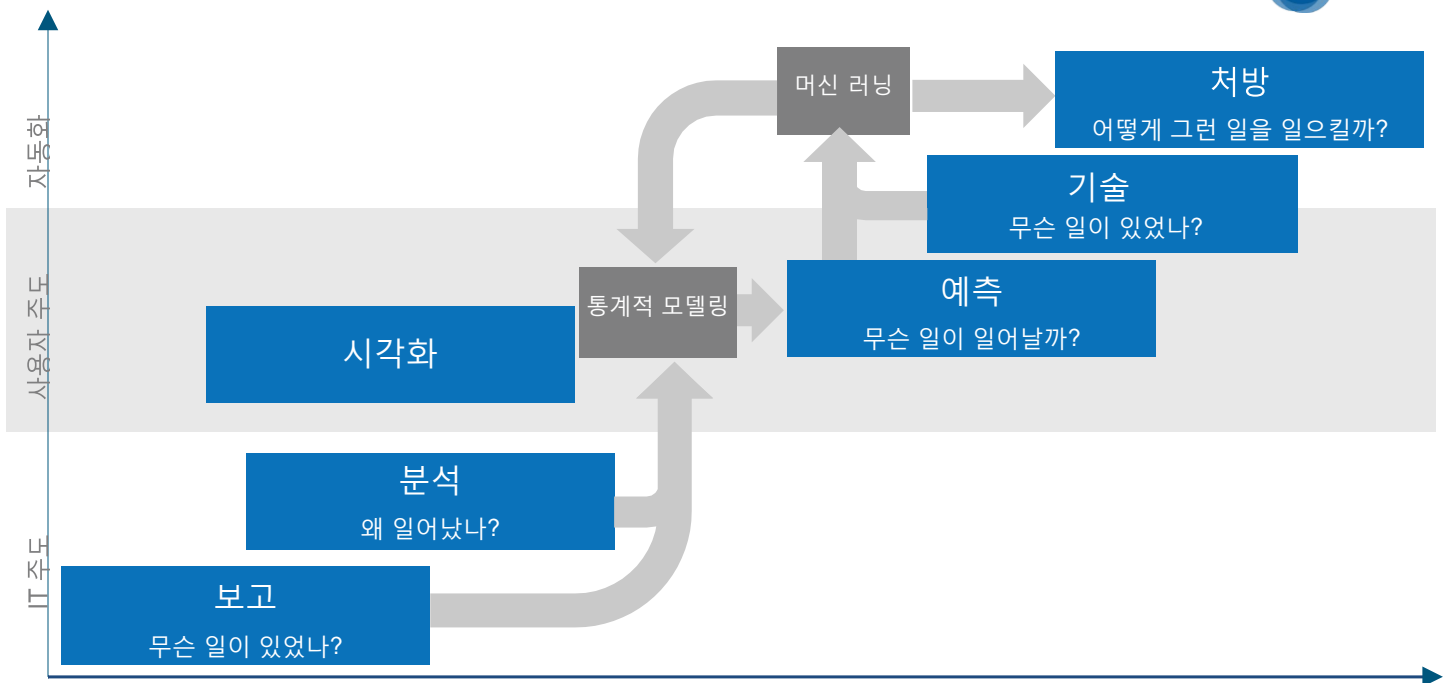 머신 러닝
처방
어떻게 그런 일을 일으킬까?
자동화
기술
무슨 일이 있었나?
통계적 모델링
예측
무슨 일이 일어날까?
사용자 주도
시각화
분석
왜 일어났나?
IT 주도
보고
무슨 일이 있었나?